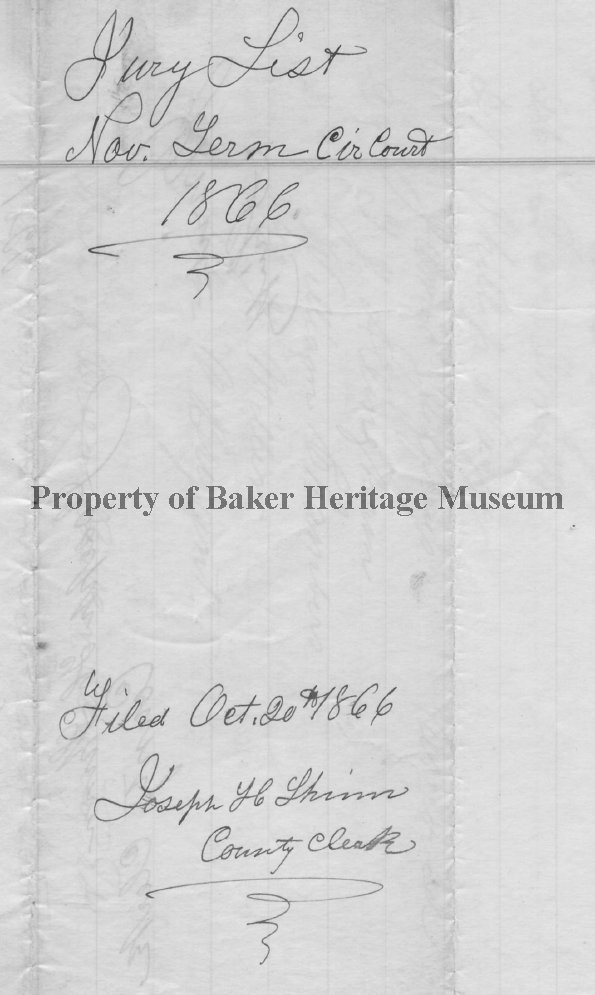 Jury List
Nov. Term Cir Court
1866.
Property of Baker Heritage Museum
Filed Oct. 20th 1866
Joseph H Shinn
County Clerk